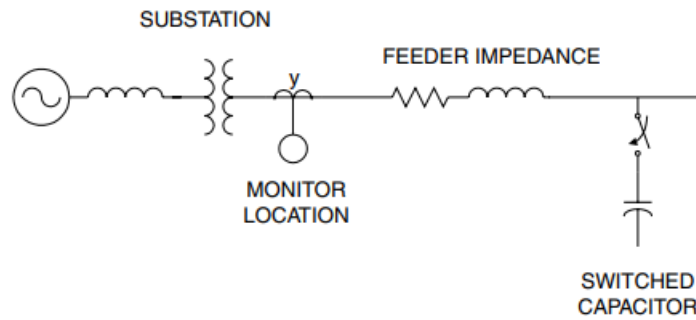 SUBSTATION
FEEDER IMPEDANCE
y
MONITOR
LOCATION
SWITCHED
CAPACITOR